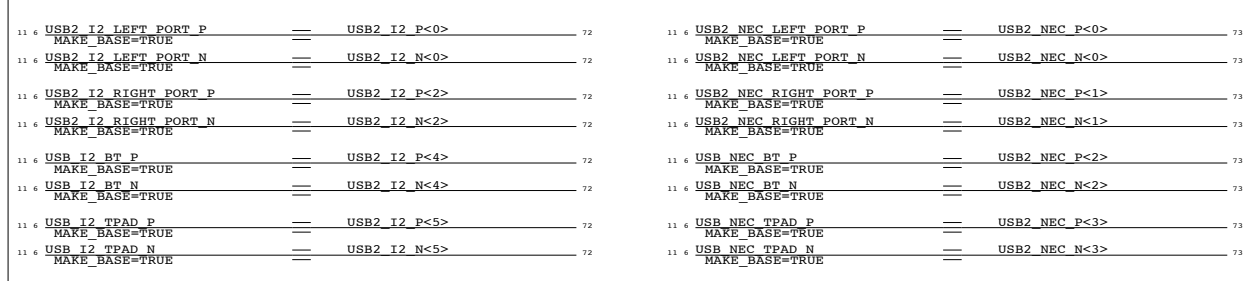 11 6 USB2_I2_LEFT_PORT_P USB2_I2_P<0> 72
MAKE_BASE=TRUE
11 6 USB2_I2_LEFT_PORT_N USB2_I2_N<0> 72
MAKE_BASE=TRUE
11 6 USB2_I2_RIGHT_PORT_P USB2_I2_P<2> 72
MAKE_BASE=TRUE
11 6 USB2_I2_RIGHT_PORT_N USB2_I2_N<2> 72
MAKE_BASE=TRUE
11 6 USB_I2_BT_P USB2_I2_P<4> 72
MAKE_BASE=TRUE
11 6 USB_I2_BT_N USB2_I2_N<4> 72
MAKE_BASE=TRUE
11 6 USB_I2_TPAD_P USB2_I2_P<5> 72
MAKE_BASE=TRUE
11 6 USB_I2_TPAD_N USB2_I2_N<5> 72
MAKE_BASE=TRUE
11 6 USB2_NEC_LEFT_PORT_P USB2_NEC_P<0> 73
MAKE_BASE=TRUE
11 6 USB2_NEC_LEFT_PORT_N USB2_NEC_N<0> 73
MAKE_BASE=TRUE
11 6 USB2_NEC_RIGHT_PORT_P USB2_NEC_P<1> 73
MAKE_BASE=TRUE
11 6 USB2_NEC_RIGHT_PORT_N USB2_NEC_N<1> 73
MAKE_BASE=TRUE
11 6 USB_NEC_BT_P USB2_NEC_P<2> 73
MAKE_BASE=TRUE
11 6 USB_NEC_BT_N USB2_NEC_N<2> 73
MAKE_BASE=TRUE
11 6 USB_NEC_TPAD_P USB2_NEC_P<3> 73
MAKE_BASE=TRUE
11 6 USB_NEC_TPAD_N USB2_NEC_N<3> 73
MAKE_BASE=TRUE